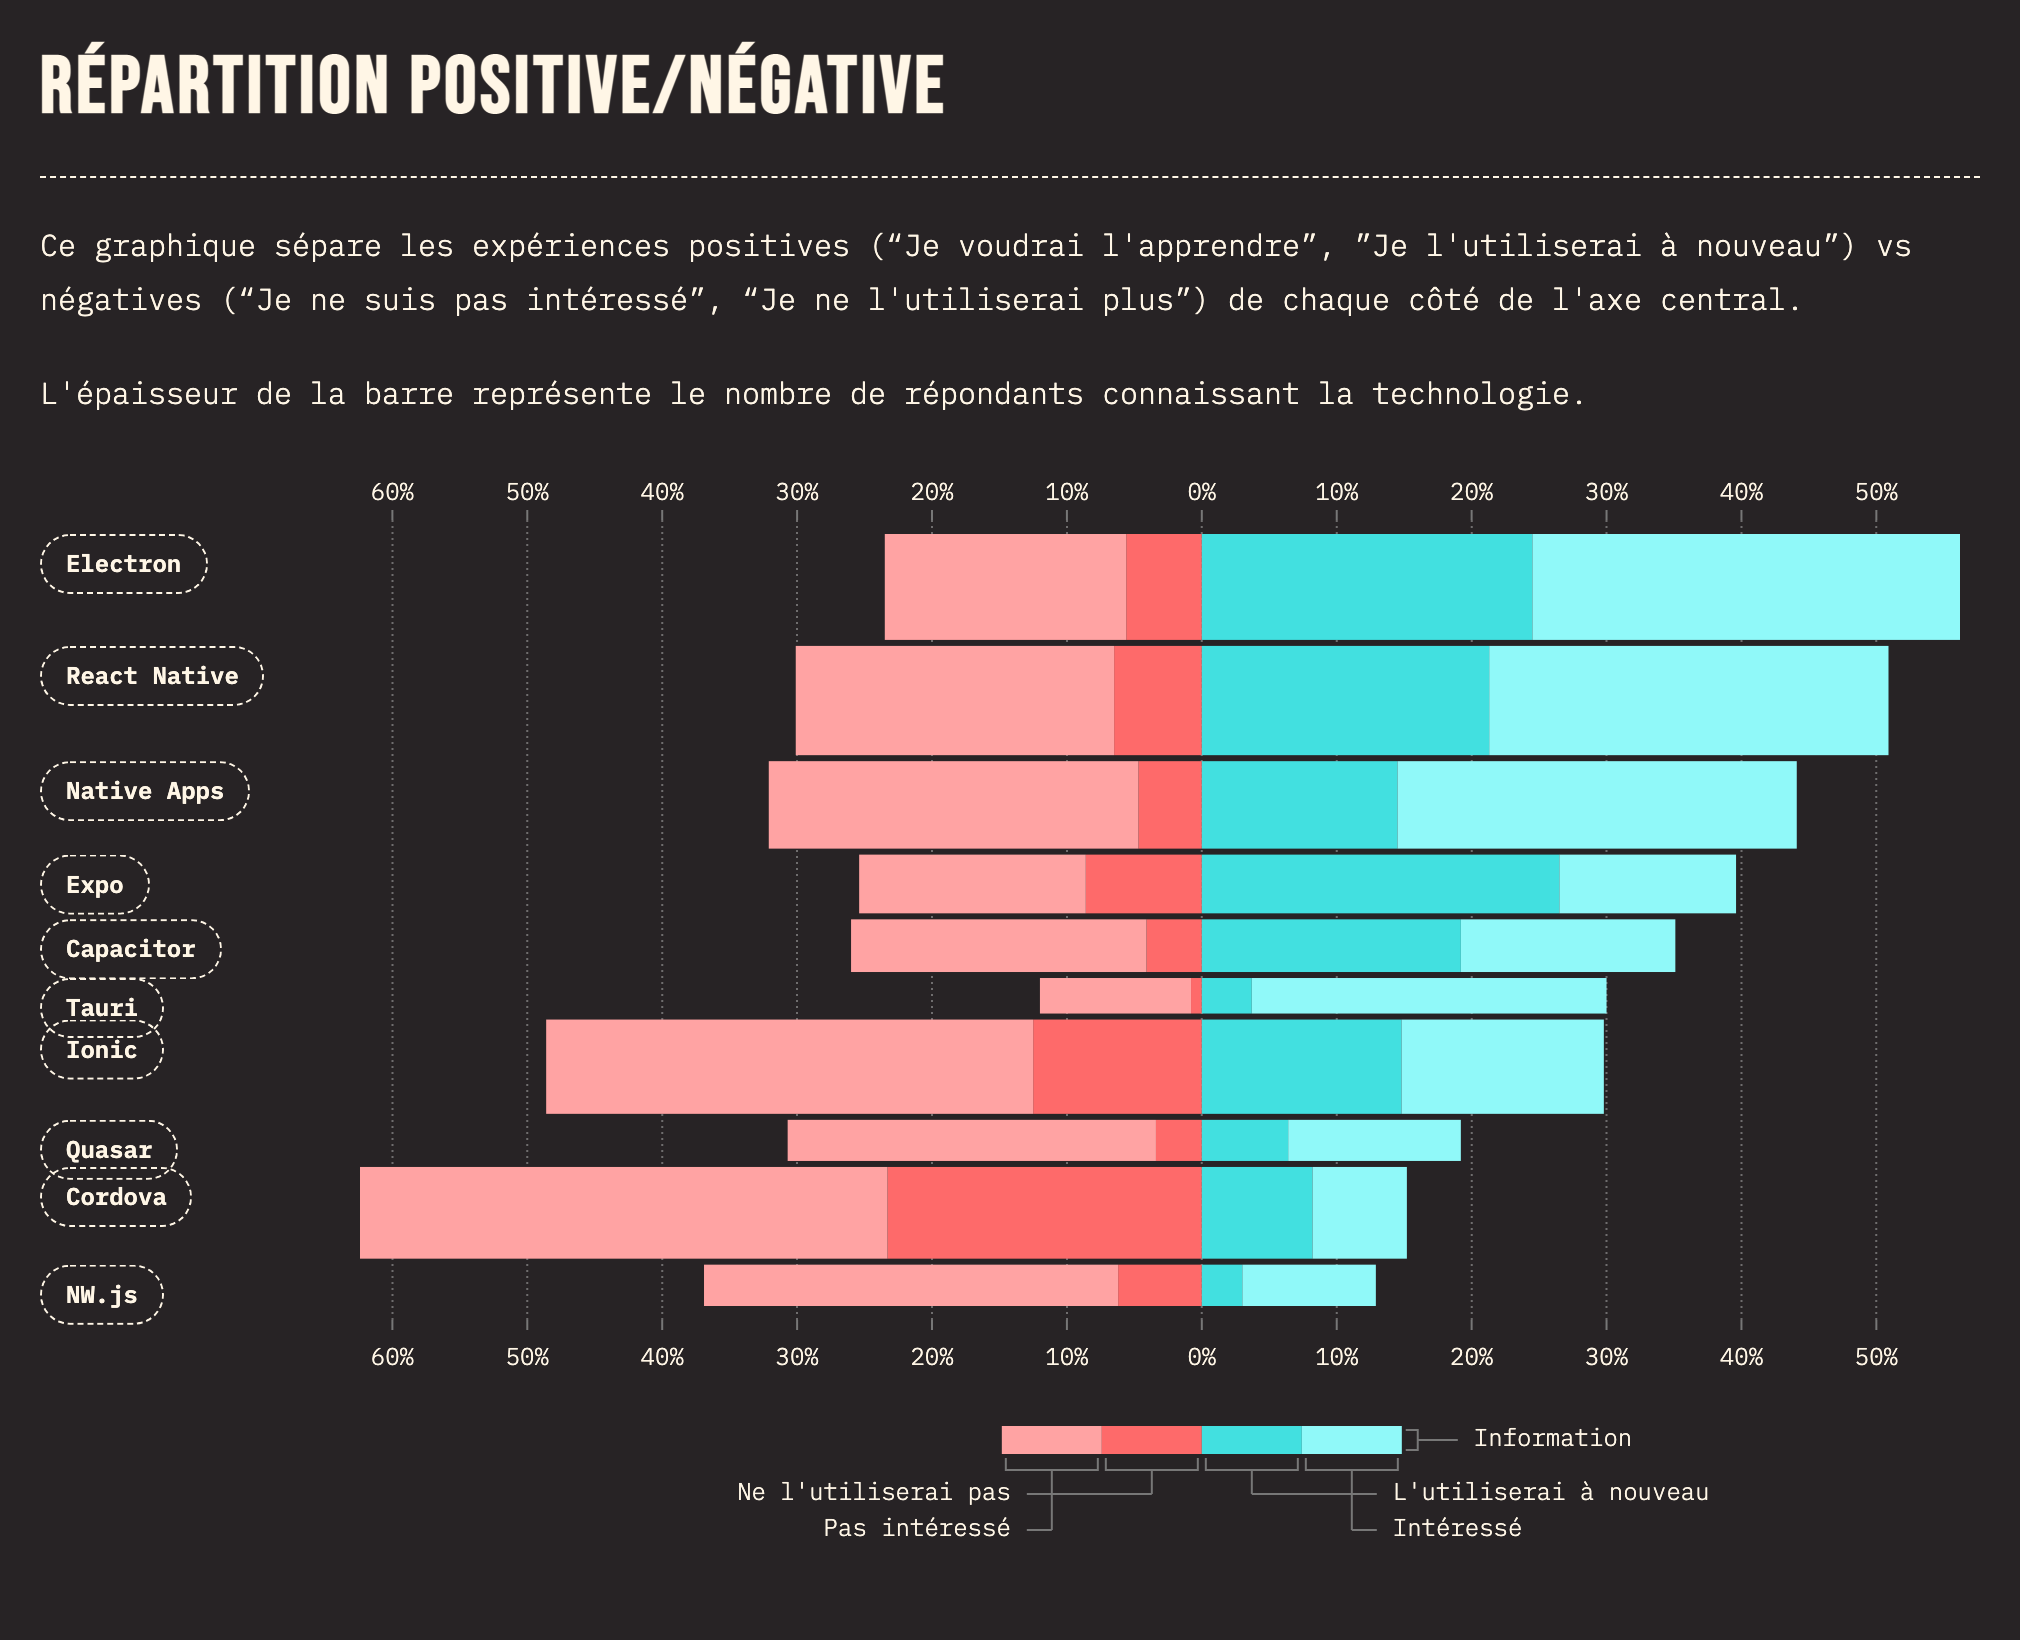 RÉPARTITION POSITIVE/NÉGATIVE
Ce graphique sépare les expériences positives (“Je voudrai l'apprendre”, ”Je l'utiliserai à nouveau”) vs
négatives (“Je ne suis pas intéressé”, “Je ne l'utiliserai plus”) de chaque côté de l'axe central.
L'épaisseur de la barre représente le nombre de répondants connaissant la technologie.
60% 50% 40% 30% 20% 10% 0% 10% 20% 30% 40% 50%
Electron
React Native
Native Apps
Expo
Capacitor
Tauri
Ionic
Quasar
Cordova
NW.js
60% 50% 40% 30% 20% 10% 0% 10% 20% 30% 40% 50%
Information
Ne l'utiliserai pas L'utiliserai à nouveau
Pas intéressé Intéressé